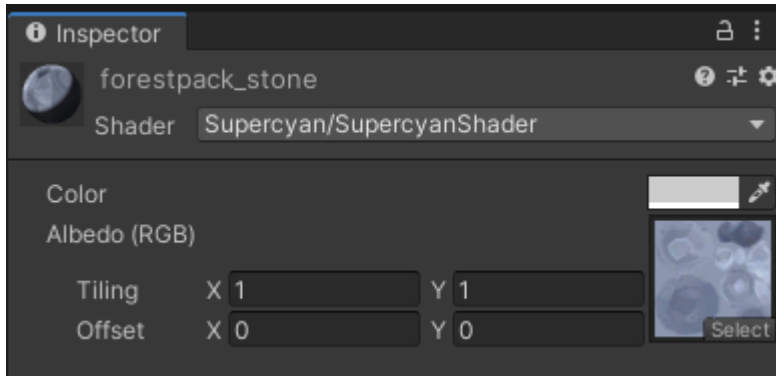 Inspector
forestpack_stone
Shader Supercyan/SupercyanShader
Color
Albedo (RGB)
Tiling X 1 Y 1
Offset X 0 Y 0
Select